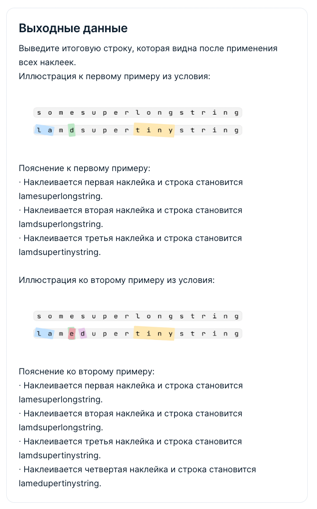 Выходные данные
Выведите итоговую строку, которая видна после применения
всех наклеек.
Иллюстрация к первому примеру из условия:
s o m e s u p e r l o n g s t r i n g
l a m d s u p e r t i n y s t r i n g
Пояснение к первому примеру:
· Наклеивается первая наклейка и строка становится
lamesuperlongstring.
· Наклеивается вторая наклейка и строка становится
lamdsuperlongstring.
· Наклеивается третья наклейка и строка становится
lamdsupertinystring.
Иллюстрация ко второму примеру из условия:
s o m e s u p e r l o n g s t r i n g
l a m e d u p e r t i n y s t r i n g
Пояснение ко второму примеру:
· Наклеивается первая наклейка и строка становится
lamesuperlongstring.
· Наклеивается вторая наклейка и строка становится
lamdsuperlongstring.
· Наклеивается третья наклейка и строка становится
lamdsupertinystring.
· Наклеивается четвертая наклейка и строка становится
lamedupertinystring.